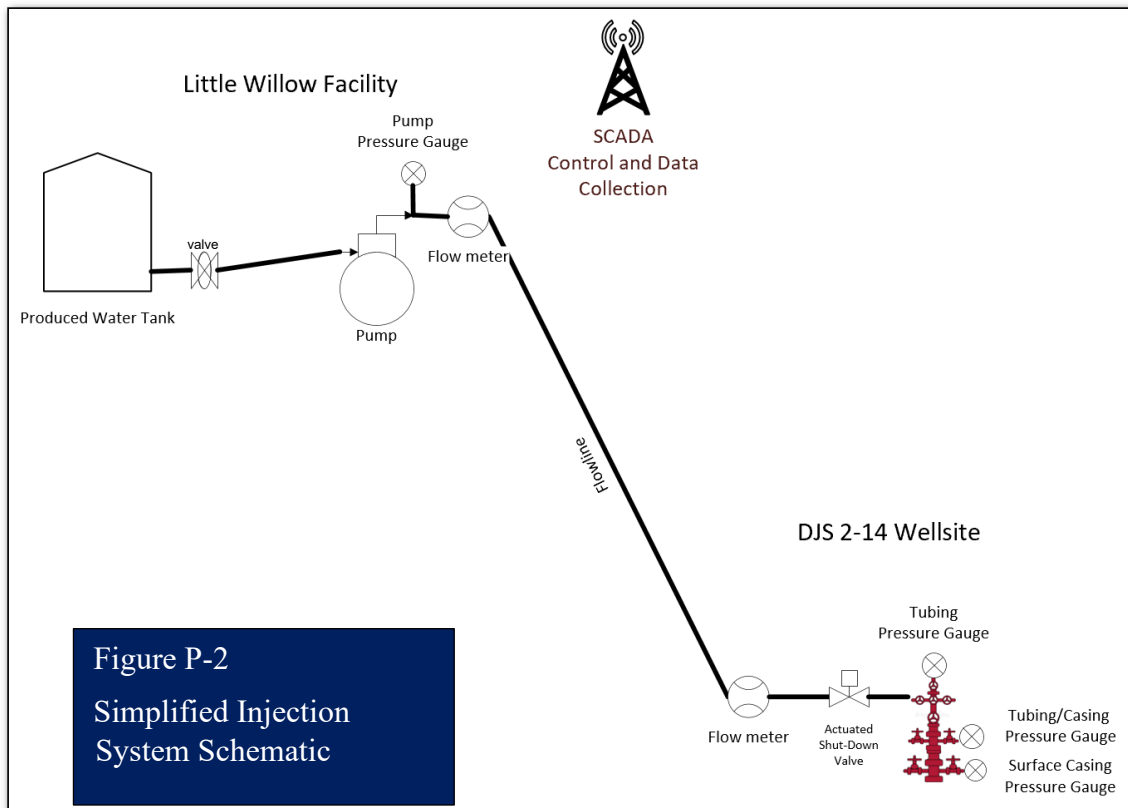 Little Willow Facility
SCADA
Control and Data
Collection
Pump
Pressure Gauge
valve
Flow meter
Produced Water Tank
Pump
Flowline
DJS 2-14 Wellsite
Tubing
Pressure Gauge
Flow meter
Actuated
Shut-Down
Valve
Tubing/Casing
Pressure Gauge
Surface Casing
Pressure Gauge
Figure P-2
Simplified Injection
System Schematic